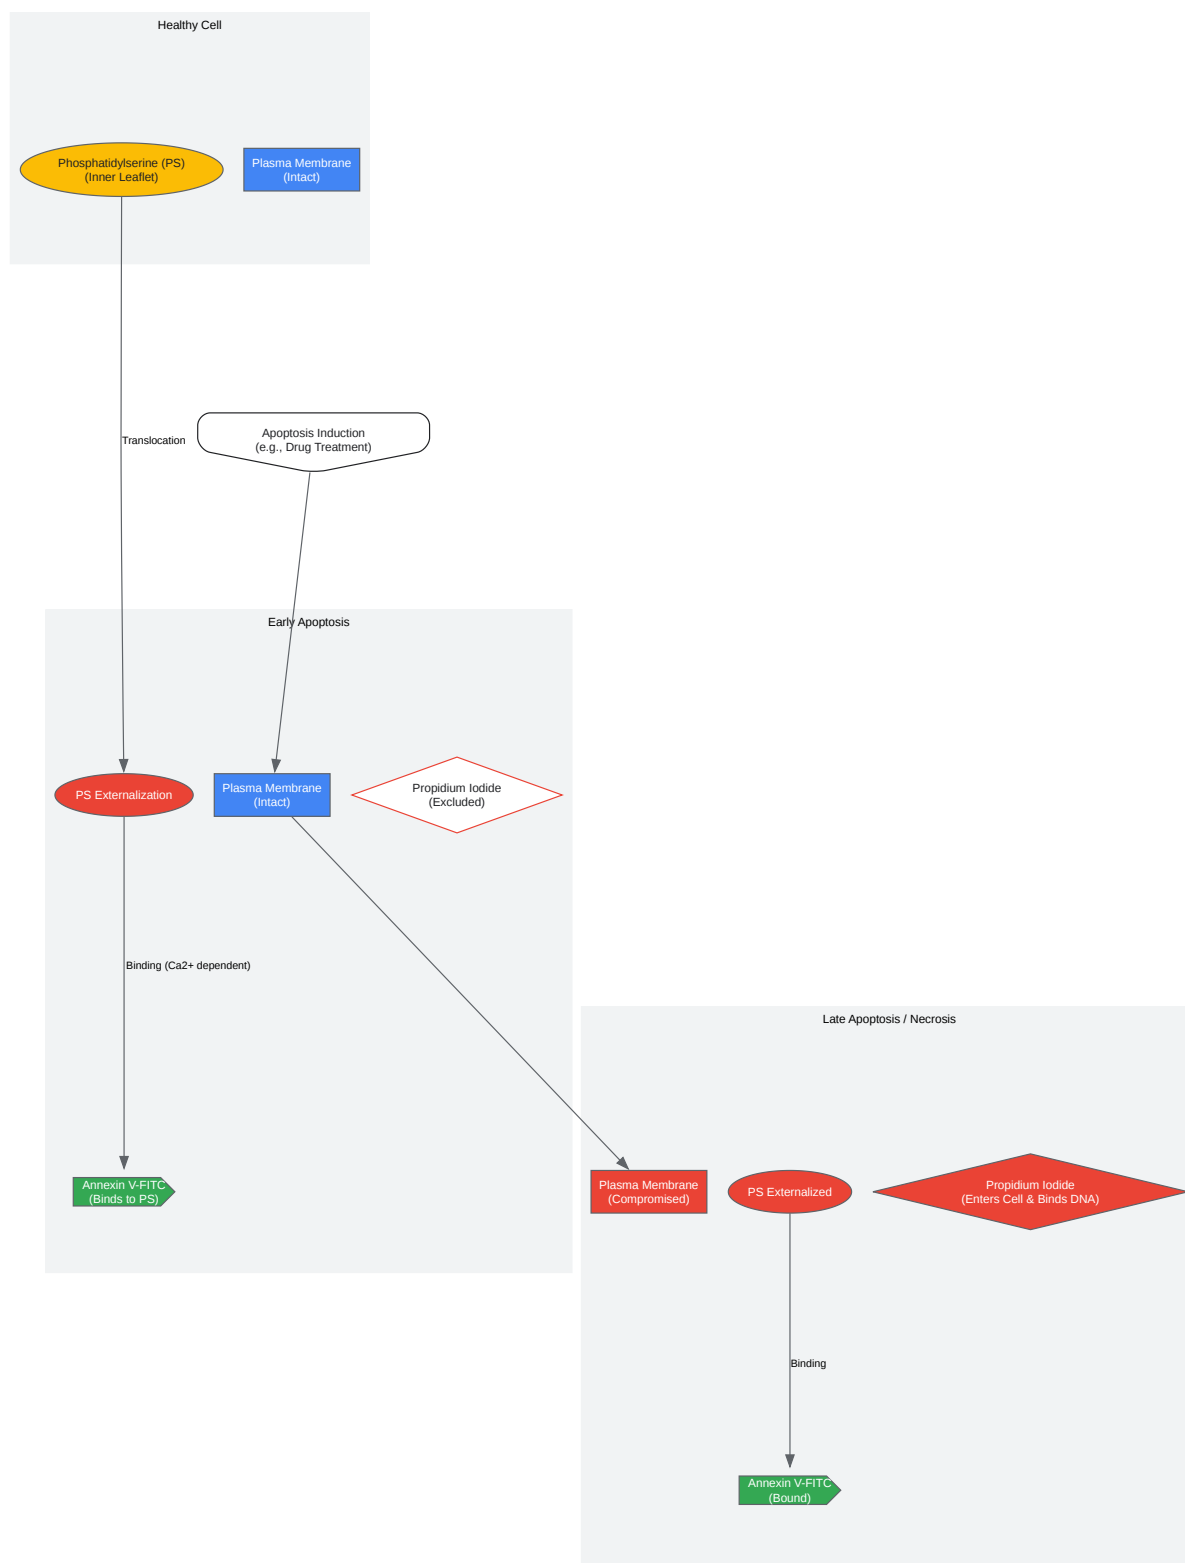 Healthy Cell
Phosphatidylserine (PS)
(Inner Leaflet)
Plasma Membrane
(Intact)
Translocation
Apoptosis Induction
(e.g., Drug Treatment)
Early Apoptosis
PS Externalization
Plasma Membrane
(Intact)
Propidium Iodide
(Excluded)
Binding (Ca2+ dependent)
Annexin V-FITC
(Binds to PS)
Late Apoptosis / Necrosis
Plasma Membrane
(Compromised)
PS Externalized
Propidium Iodide
(Enters Cell & Binds DNA)
Binding
Annexin V-FITC
(Bound)